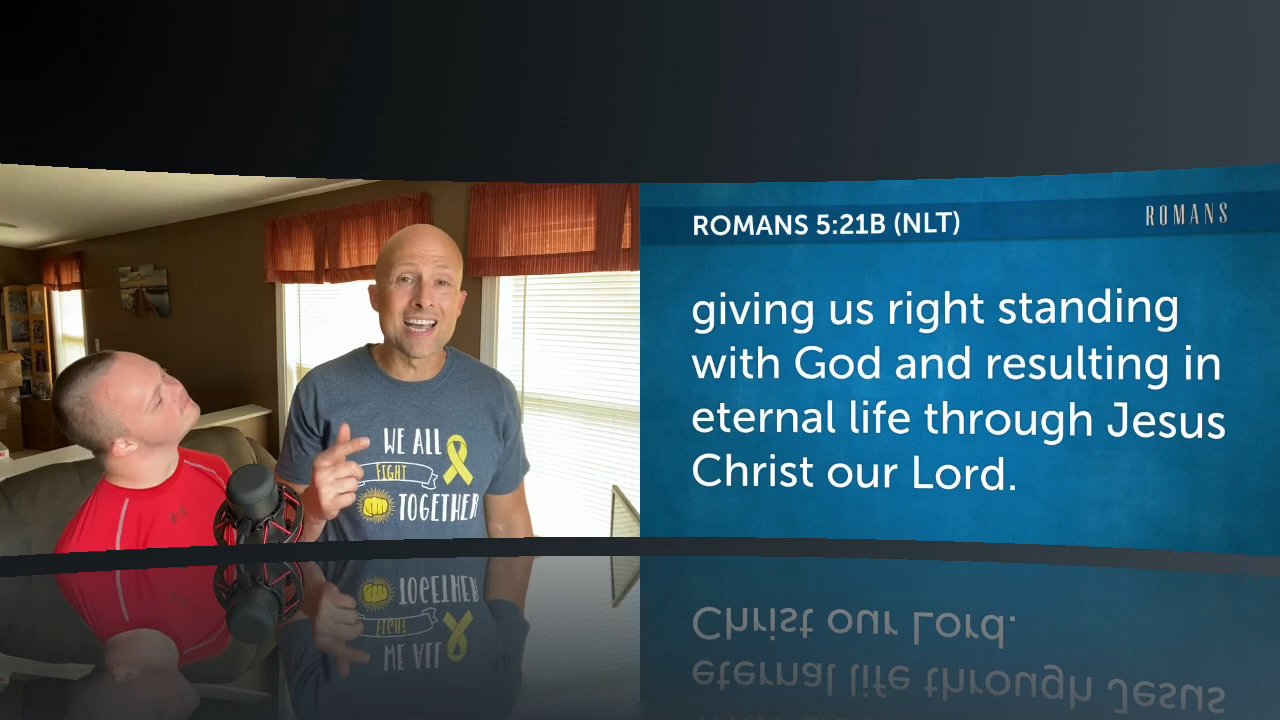 WE ALL
FIGHT
TOGETHER
ROMANS 5:21B (NLT)
ROMANS
giving us right standing
with God and resulting in
eternal life through Jesus
Christ our Lord.